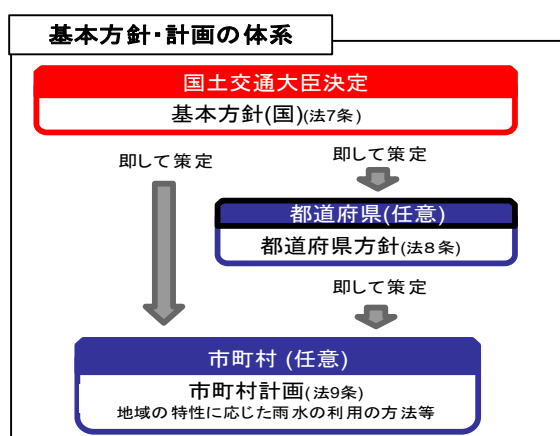 基本方針・計画の体系
国土交通大臣決定
基本方針(国)(法7条)
即して策定
即して策定
都道府県(任意)
都道府県方針(法8条)
即して策定
市町村 (任意)
市町村計画(法9条)
地域の特性に応じた雨水の利用の方法等